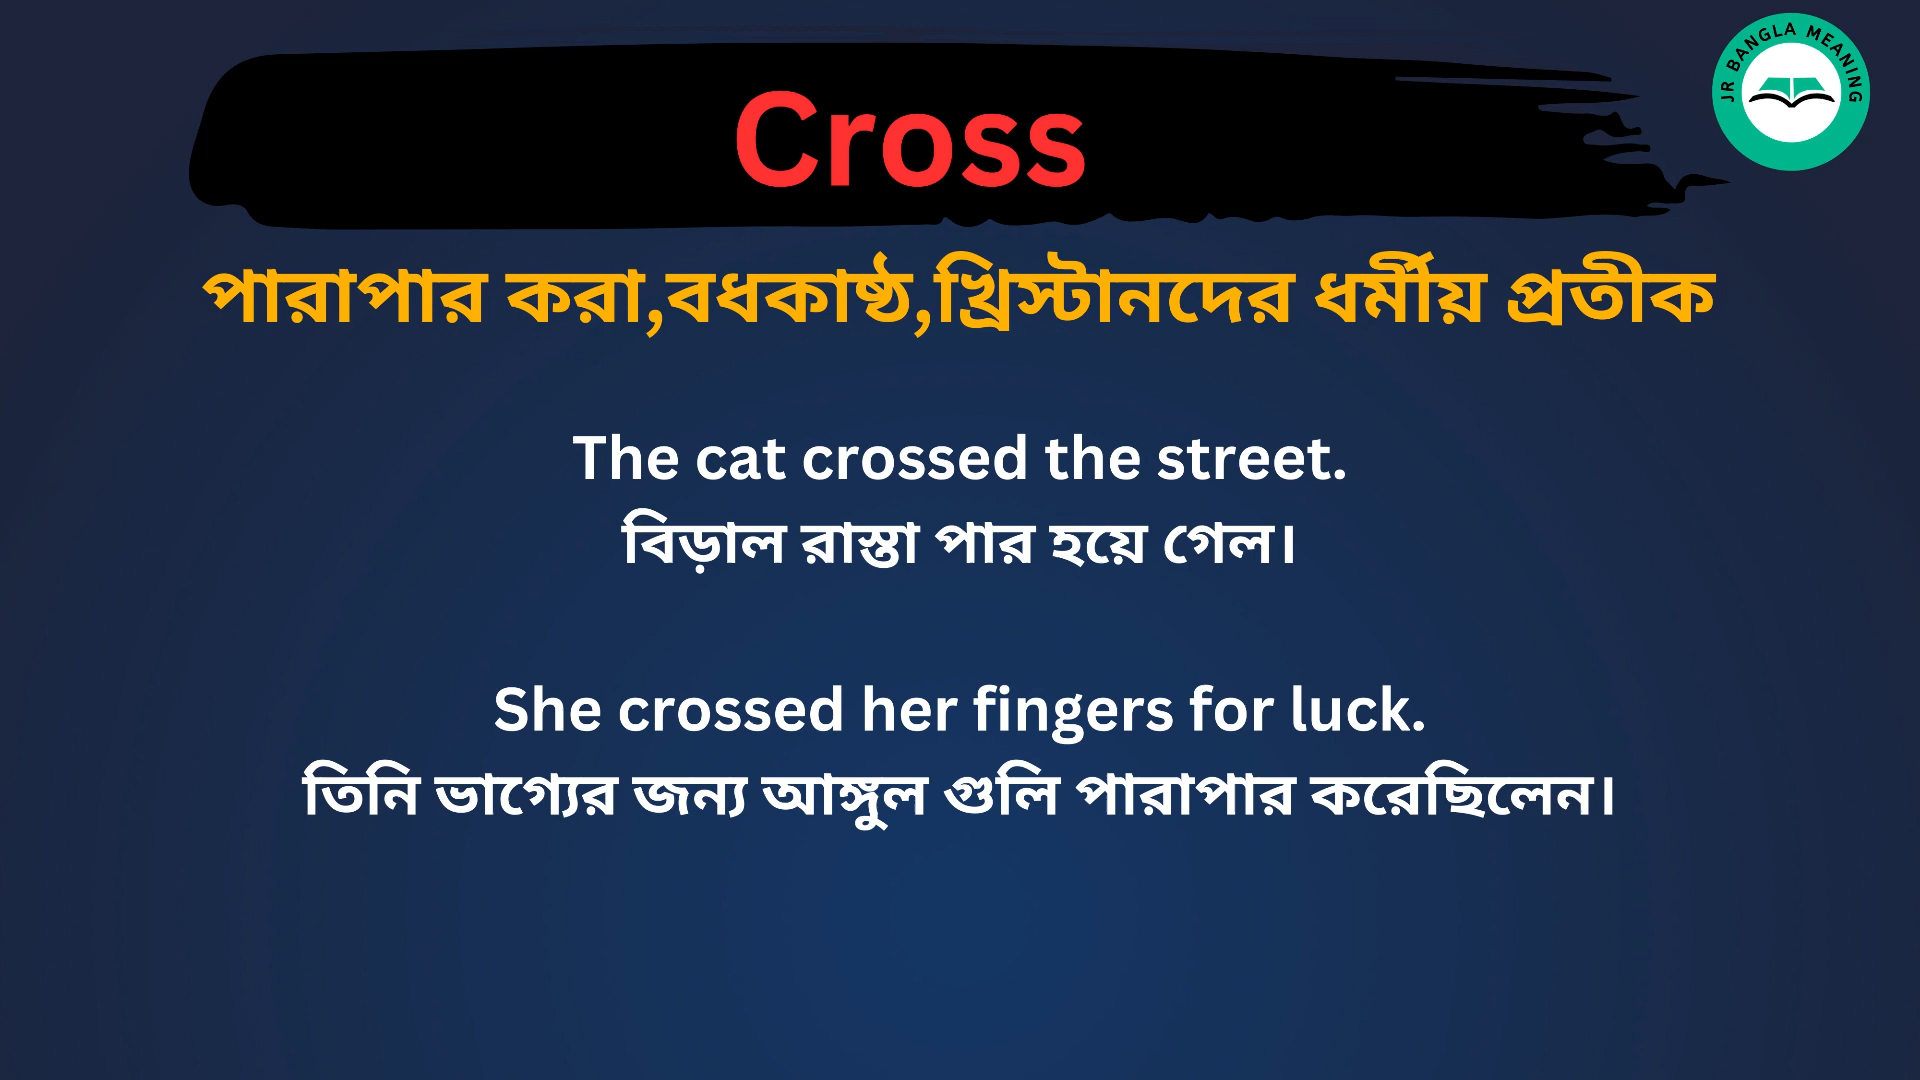 JR BANGLA MEANING
Cross
পারাপার করা,বধকাষ্ঠ,খ্রিস্টানদের ধর্মীয় প্রতীক
The cat crossed the street.
বিড়াল রাস্তা পার হয়ে গেল।
She crossed her fingers for luck.
তিনি ভাগ্যের জন্য আঙ্গুল গুলি পারাপার করেছিলেন।